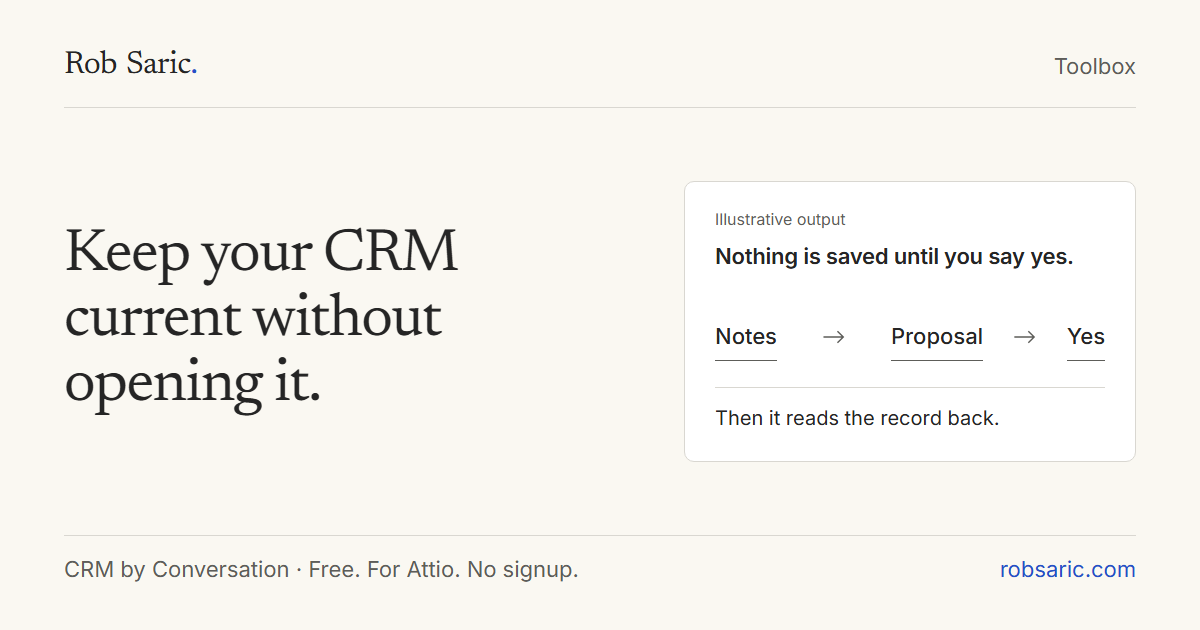 Rob Saric.
Toolbox
Keep your CRM
current without
opening it.
Illustrative output
Nothing is saved until you say yes.
Notes → Proposal → Yes
Then it reads the record back.
CRM by Conversation · Free. For Attio. No signup.
robsaric.com